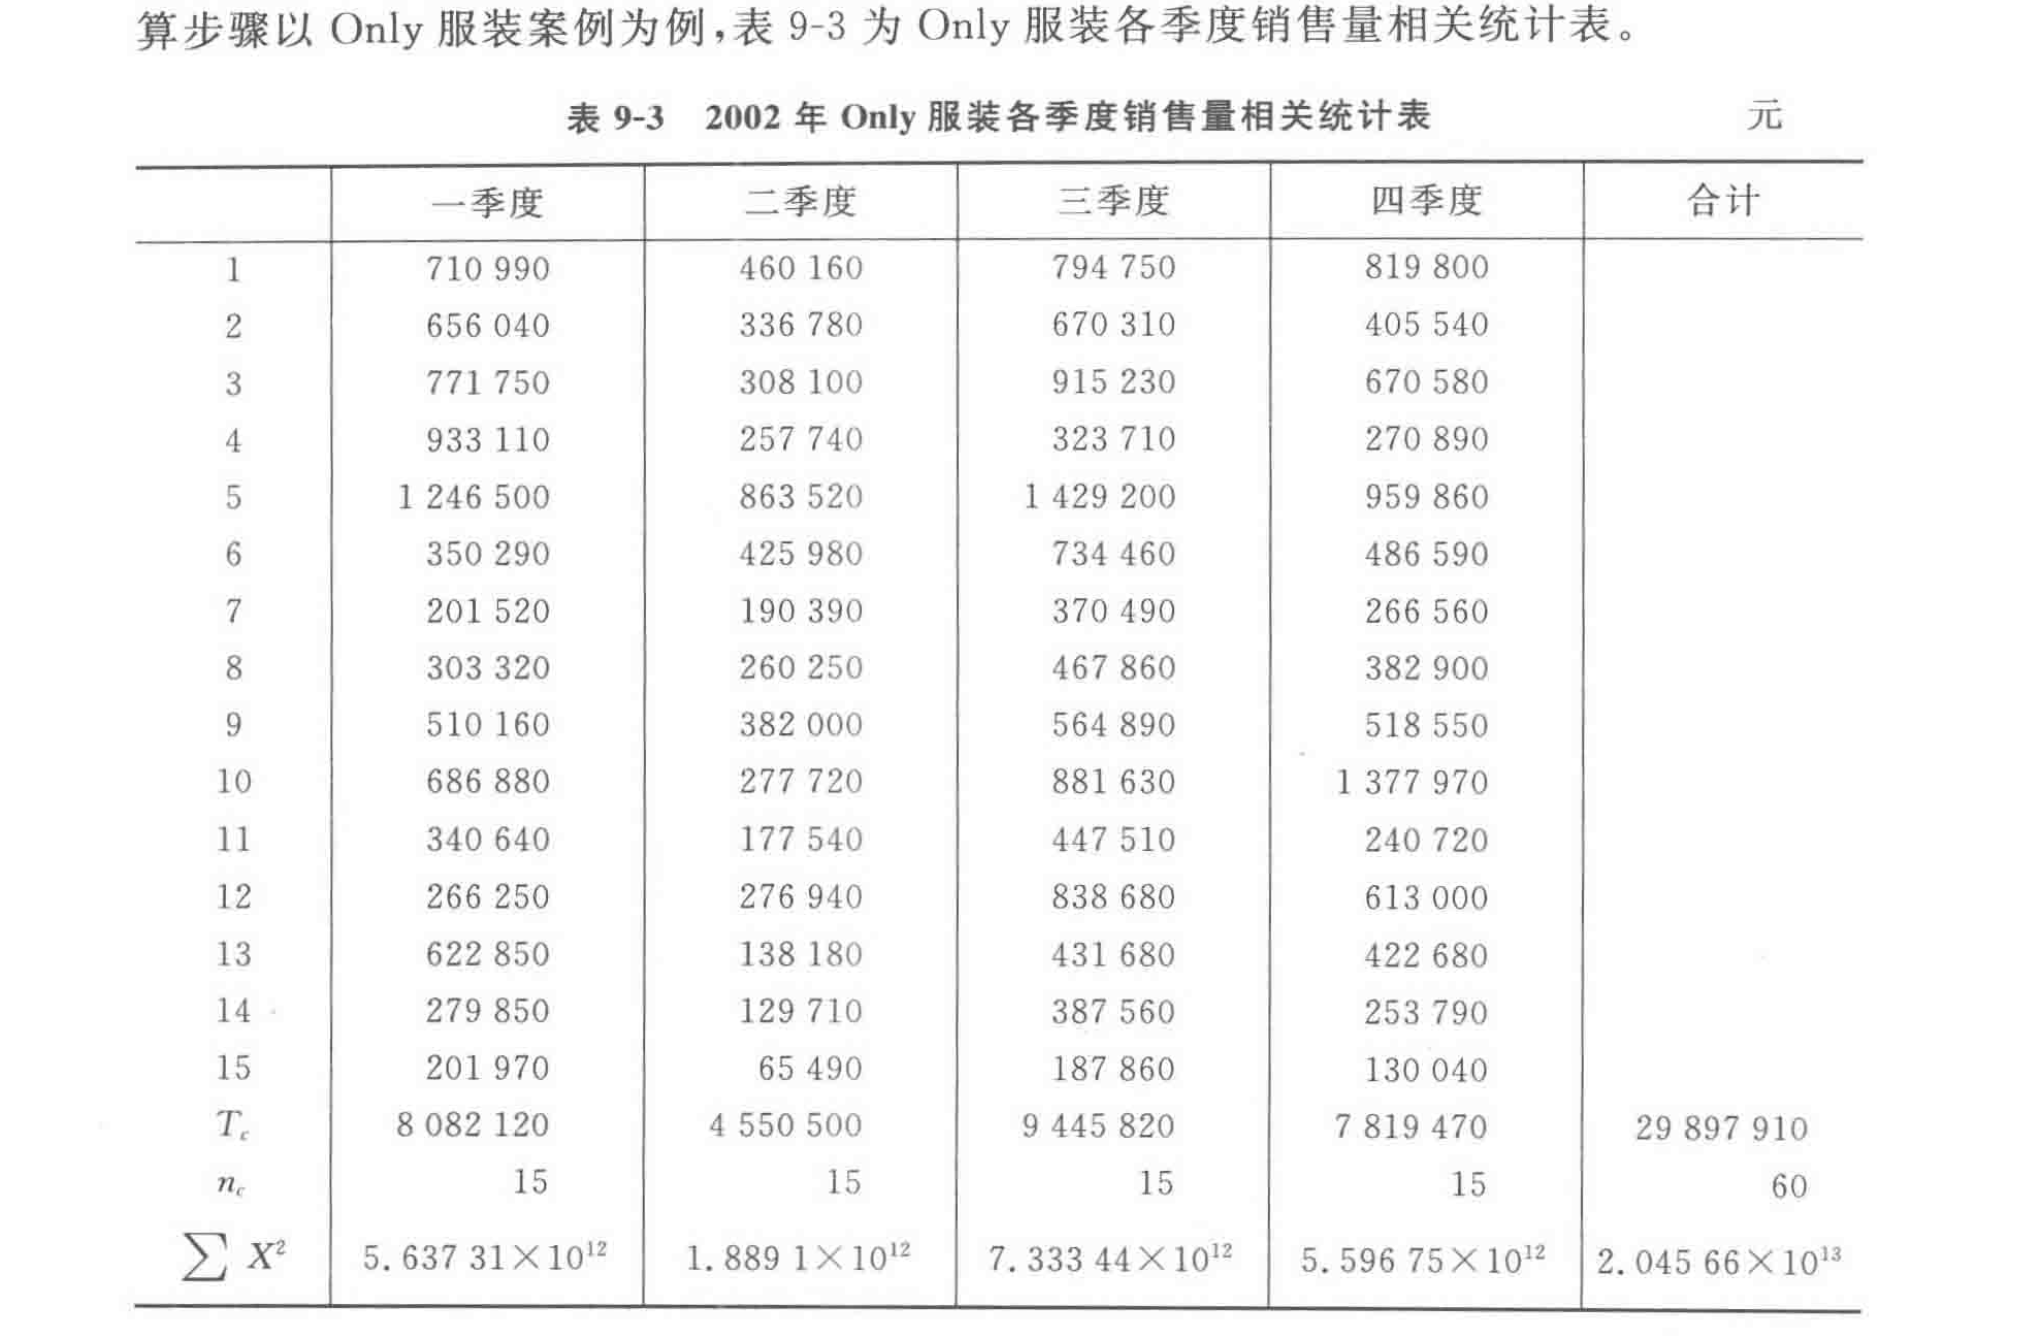 算步骤以 Only 服装案例为例,表 9-3 为 Only 服装各季度销售量相关统计表。
表 9-3 2002 年 Only 服装各季度销售量相关统计表 元
一季度 二季度 三季度 四季度 合计
1 710 990 460 160 794 750 819 800
2 656 040 336 780 670 310 405 540
3 771 750 308 100 915 230 670 580
4 933 110 257 740 323 710 270 890
5 1 246 500 863 520 1 429 200 959 860
6 350 290 425 980 734 460 486 590
7 201 520 190 390 370 490 266 560
8 303 320 260 250 467 860 382 900
9 510 160 382 000 564 890 518 550
10 686 880 277 720 881 630 1 377 970
11 340 640 177 540 447 510 240 720
12 266 250 276 940 838 680 613 000
13 622 850 138 180 431 680 422 680
14 279 850 129 710 387 560 253 790
15 201 970 65 490 187 860 130 040
T_c 8 082 120 4 550 500 9 445 820 7 819 470 29 897 910
n_c 15 15 15 15 60
∑ X² 5.637 31×10¹² 1.889 1×10¹² 7.333 44×10¹² 5.596 75×10¹² 2.045 66×10¹³